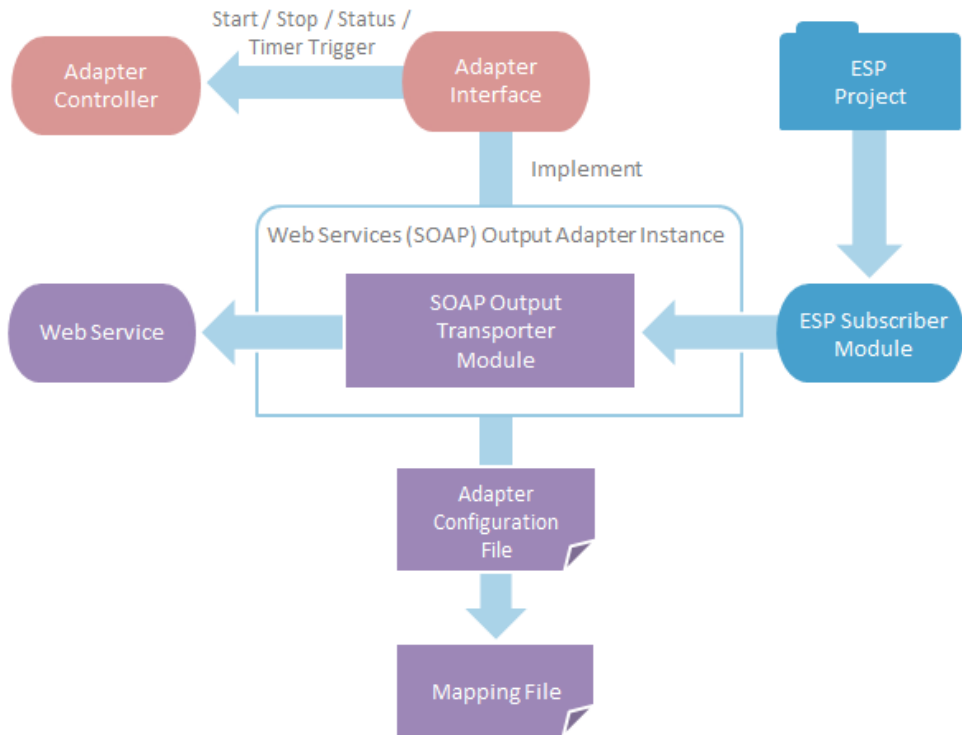 Start / Stop / Status /
Timer Trigger
Adapter
Controller
Adapter
Interface
ESP
Project
Implement
Web Services (SOAP) Output Adapter Instance
Web Service
SOAP Output
Transporter
Module
ESP Subscriber
Module
Adapter
Configuration
File
Mapping File